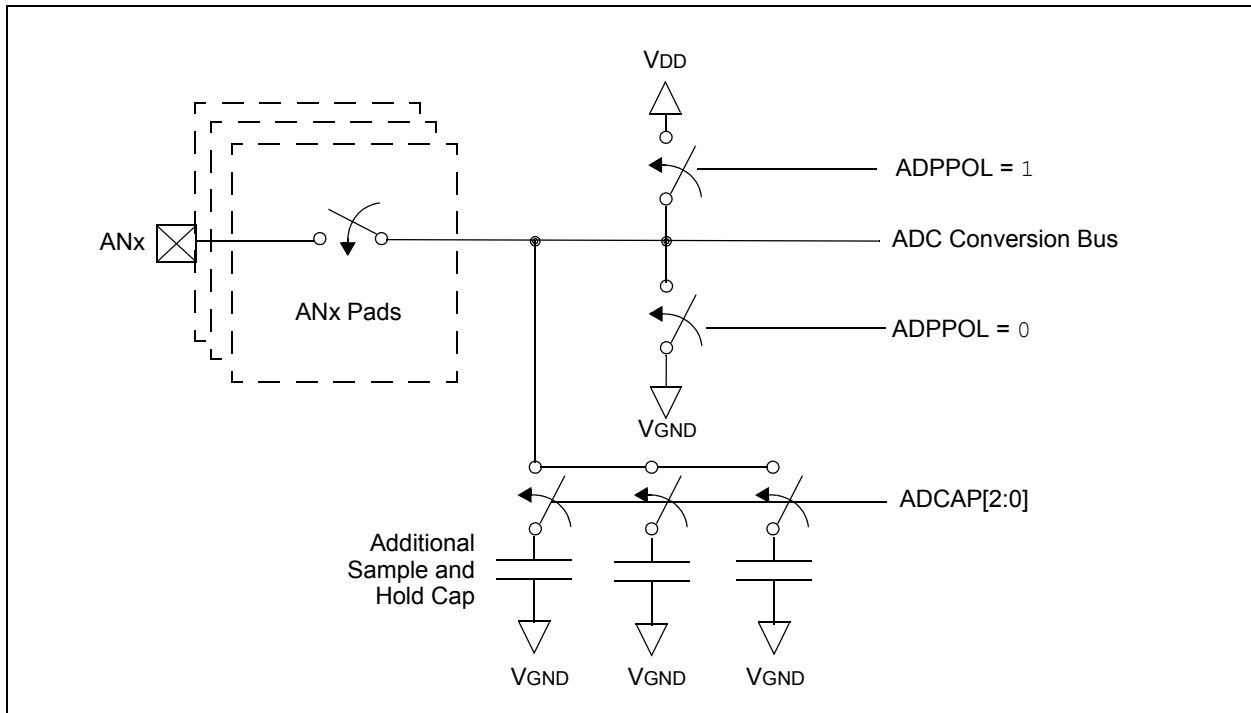 VDD
ADPPOL = 1
ANx
ADC Conversion Bus
ANx Pads
ADPPOL = 0
VGND
ADCAP[2:0]
Additional
Sample and
Hold Cap
VGND
VGND
VGND